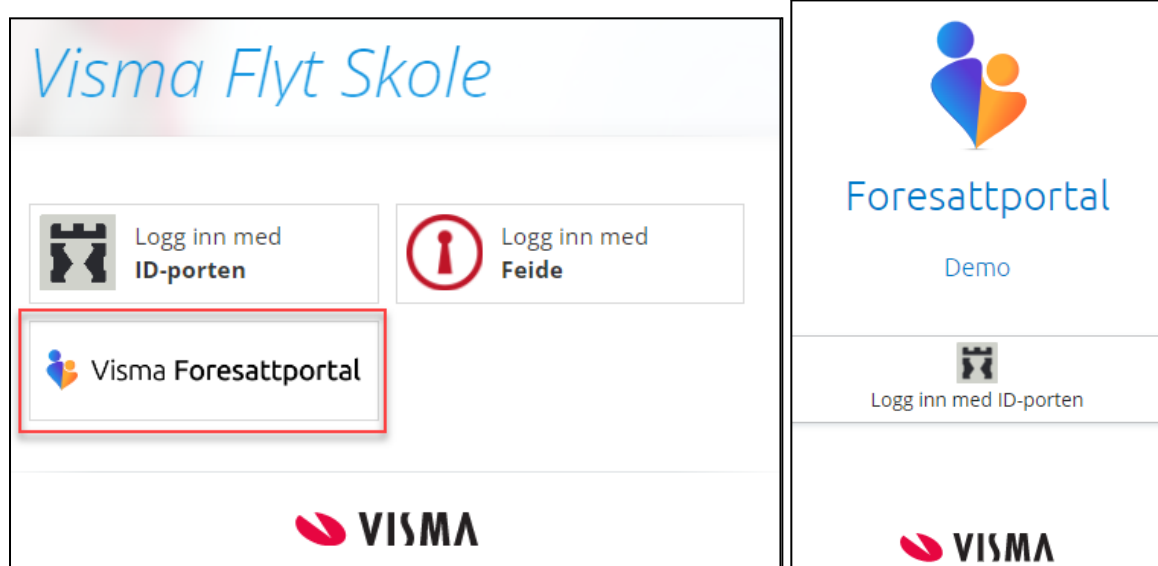 Visma Flyt Skole
Logg inn med
ID-porten
Logg inn med
Feide
Visma Foresattportal
VISMA
Foresattportal
Demo
Logg inn med ID-porten
VISMA